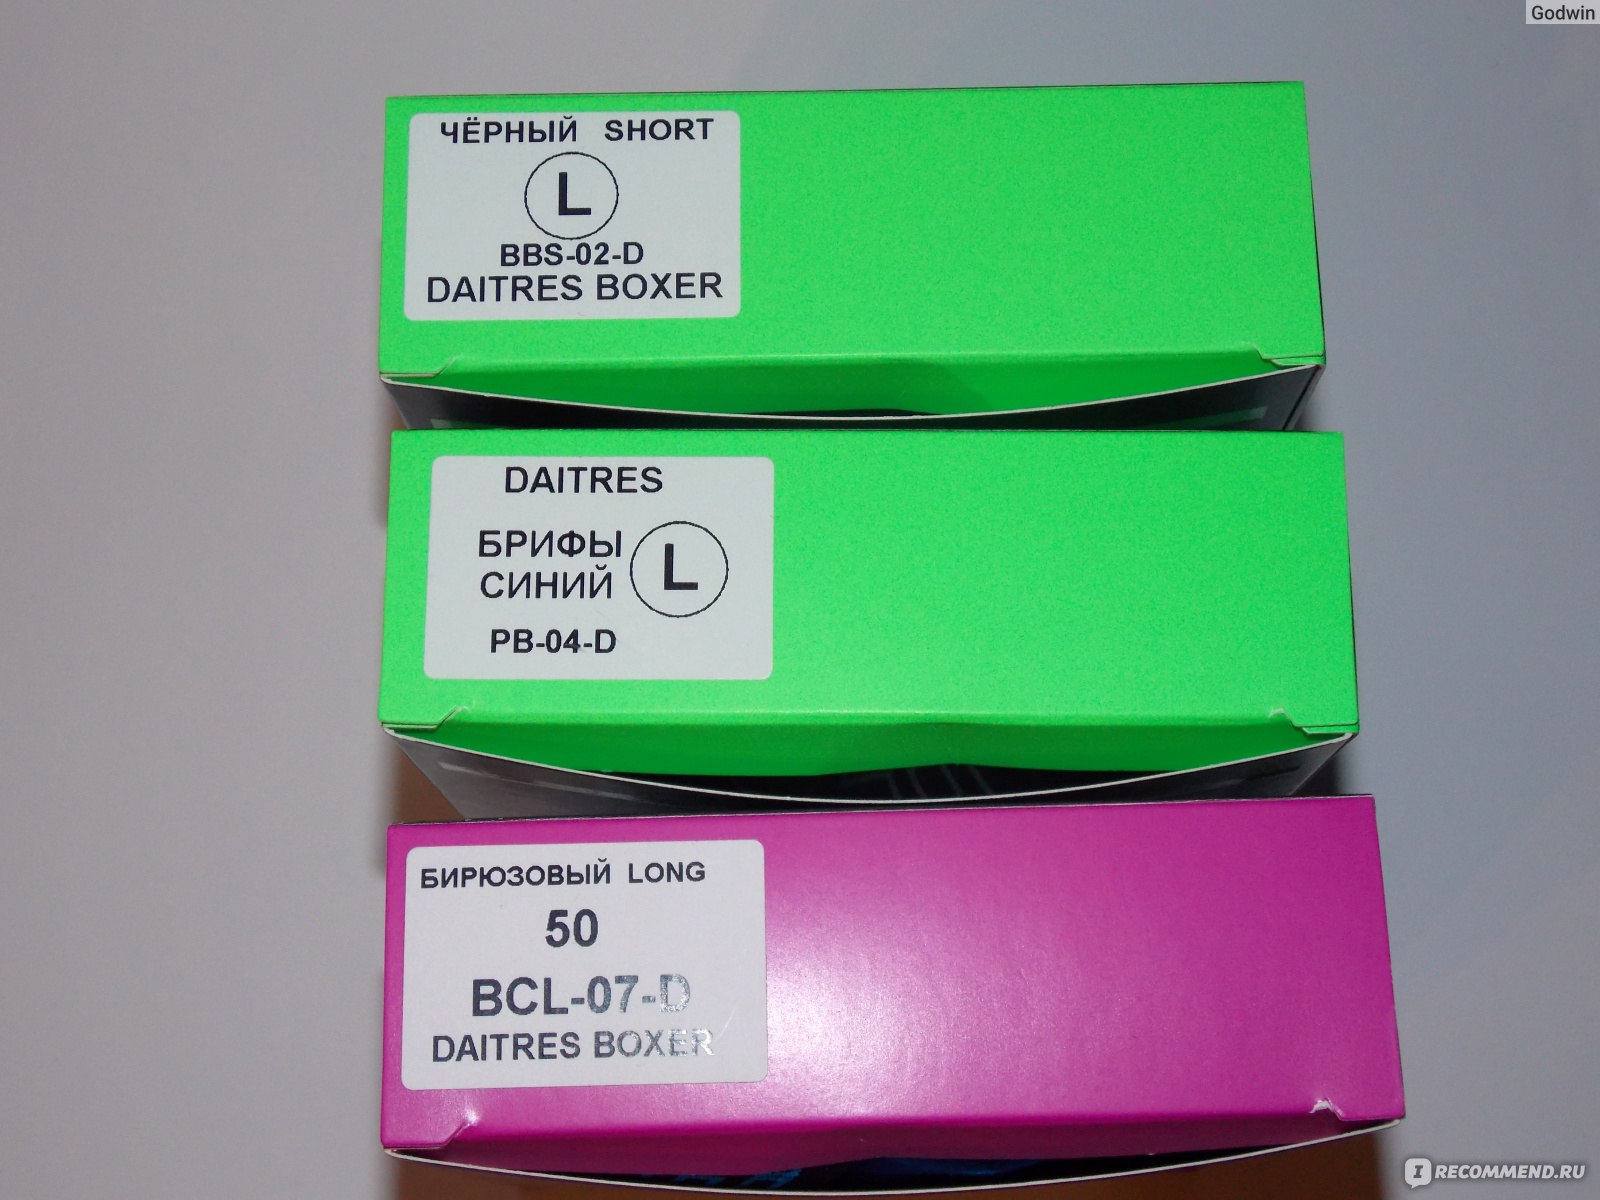 Godwin
ЧЁРНЫЙ SHORT
L
BBS-02-D
DAITRES BOXER
DAITRES
БРИФЫ
СИНИЙ
L
PB-04-D
БИРЮЗОВЫЙ LONG
50
BCL-07-D
DAITRES BOXER
IRECOMMEND.RU